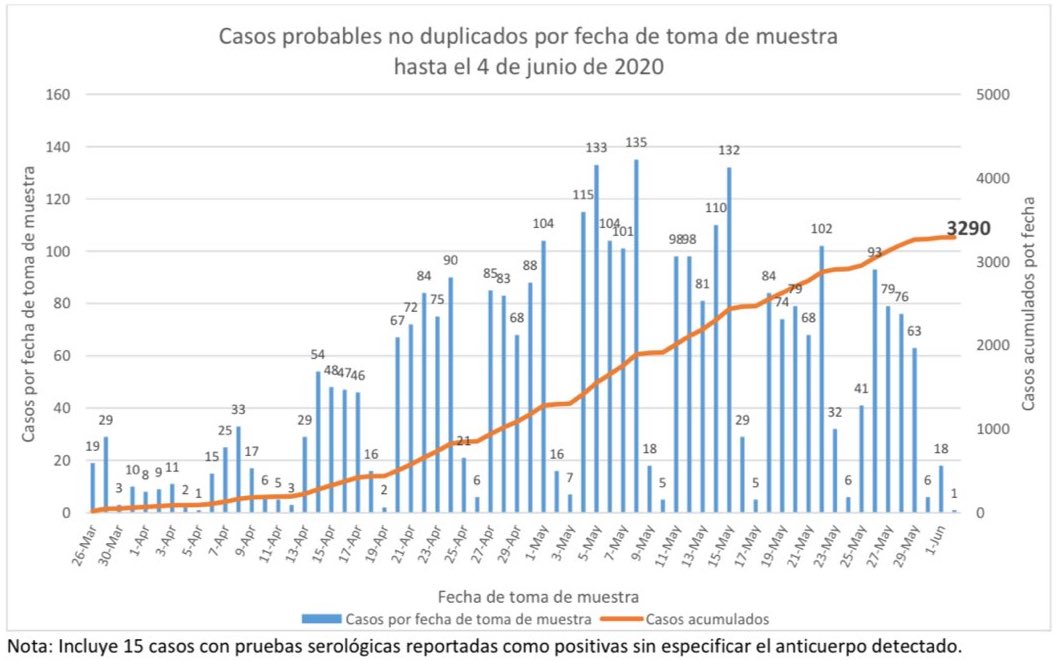 Casos probables no duplicados por fecha de toma de muestra
hasta el 4 de junio de 2020
160
140
120
100
80
60
40
20
0
Casos por fecha de toma de muestra
5000
4000
3000
2000
1000
0
Casos acumulados pot fecha
19
29
3
10
8
9
11
2
1
15
25
33
17
6
5
3
29
54
48
47
46
16
2
67
72
84
75
90
21
6
85
83
68
88
104
16
7
115
133
104
101
135
18
5
98
98
81
110
132
29
5
84
74
79
68
102
32
6
41
93
79
76
63
6
18
1
3290
26-Mar
30-Mar
1-Apr
3-Apr
5-Apr
7-Apr
9-Apr
11-Apr
13-Apr
15-Apr
17-Apr
19-Apr
21-Apr
23-Apr
25-Apr
27-Apr
29-Apr
1-May
3-May
5-May
7-May
9-May
11-May
13-May
15-May
17-May
19-May
21-May
23-May
25-May
27-May
29-May
1-Jun
Fecha de toma de muestra
Casos por fecha de toma de muestra
Casos acumulados
Nota: Incluye 15 casos con pruebas serológicas reportadas como positivas sin especificar el anticuerpo detectado.